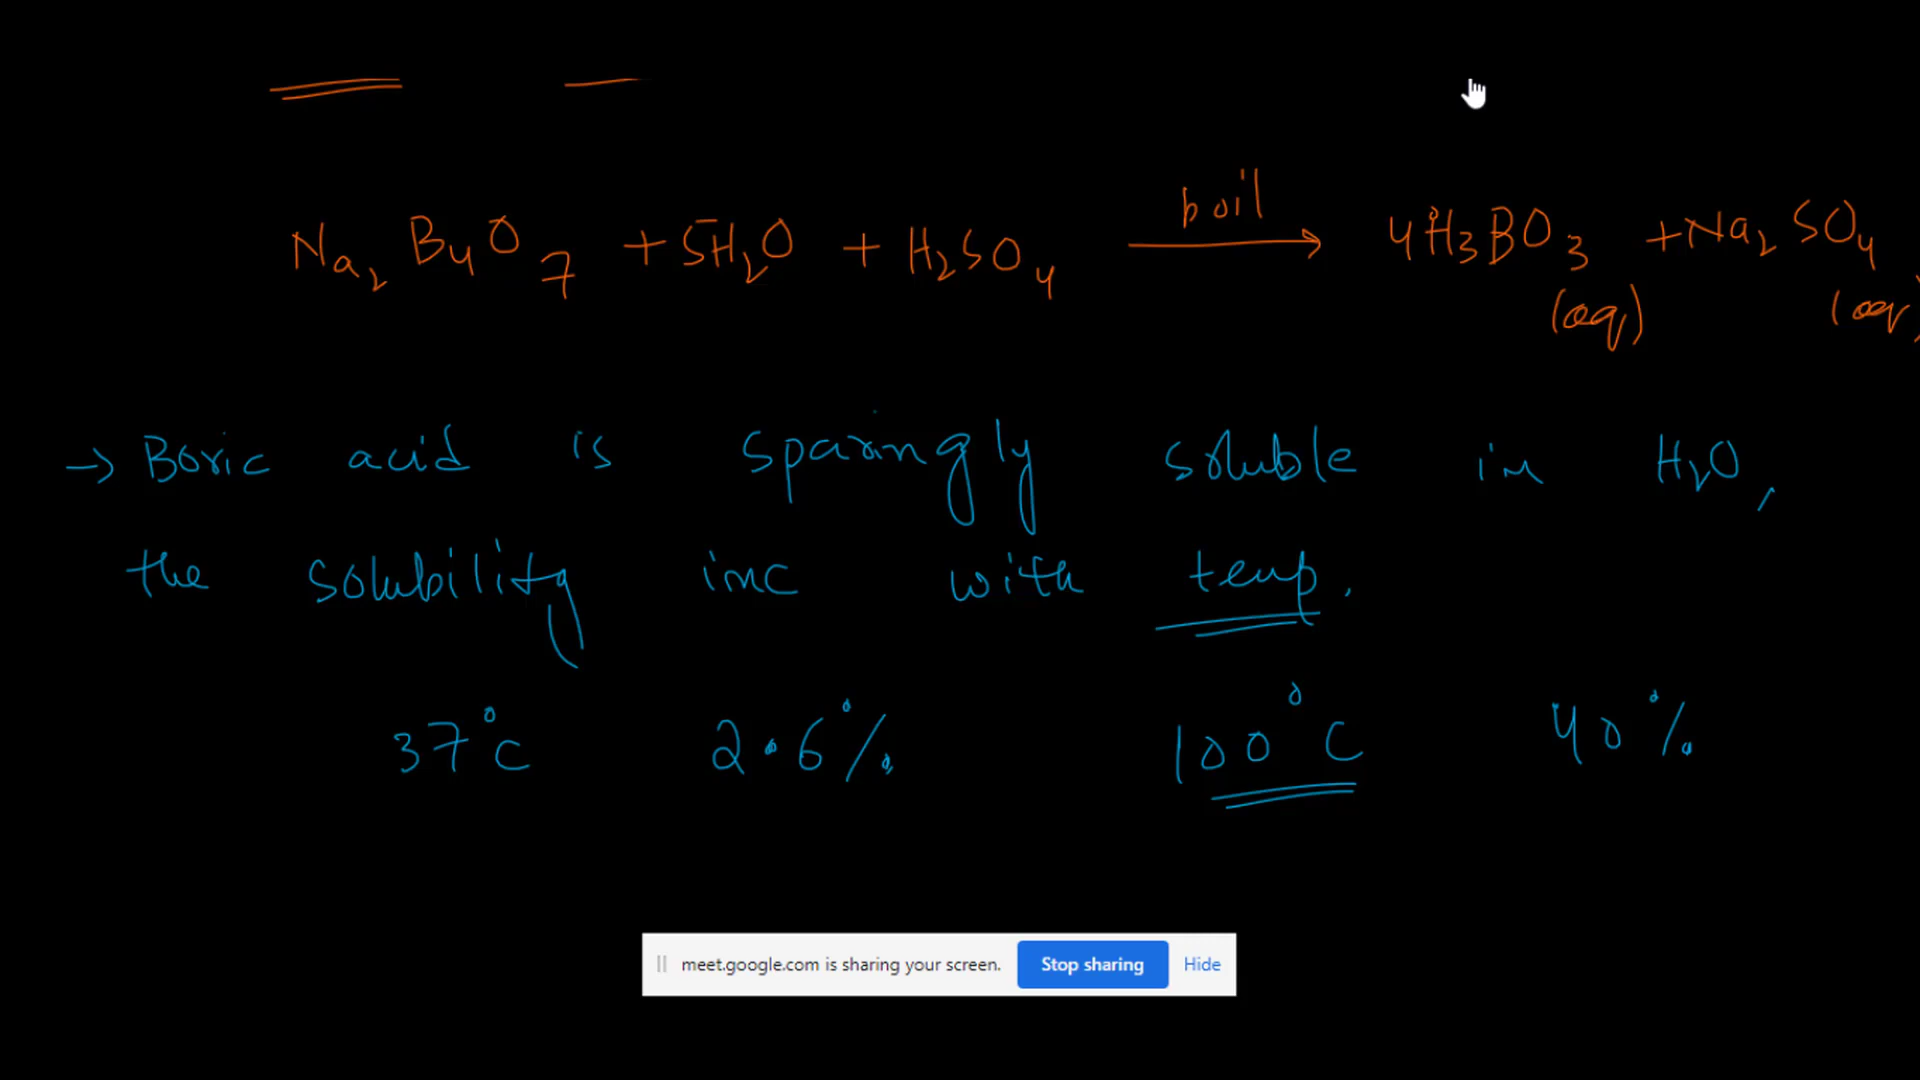 Na₂B₄O₇ + 5H₂O + H₂SO₄ boil → 4H₃BO₃ + Na₂SO₄
(aq) (aq)
→ Boric acid is sparingly soluble in H₂O,
the solubility inc with temp.
37°C 2.6% 100°C 40%
meet.google.com is sharing your screen. Stop sharing Hide